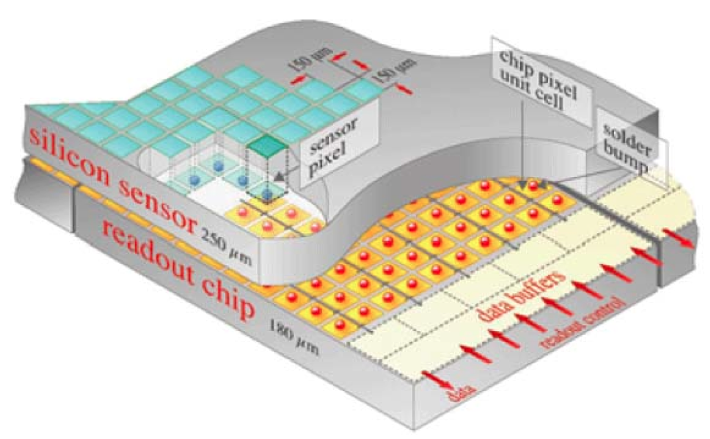 150 µm
150 µm
chip pixel
unit cell
solder
bump
sensor
pixel
silicon sensor 250 µm
readout chip 180 µm
data buffers
readout control
data